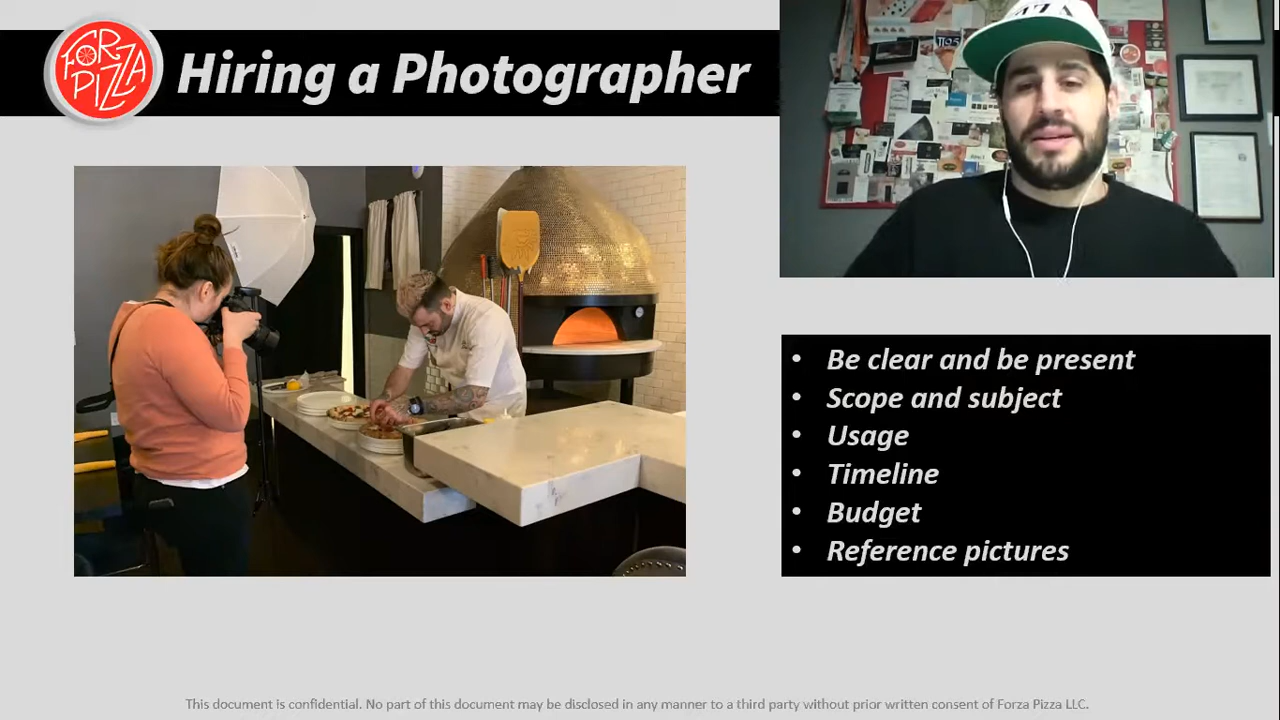 FORZA
PIZZA
Hiring a Photographer
• Be clear and be present
• Scope and subject
• Usage
• Timeline
• Budget
• Reference pictures
This document is confidential. No part of this document may be disclosed in any manner to a third party without prior written consent of Forza Pizza LLC.